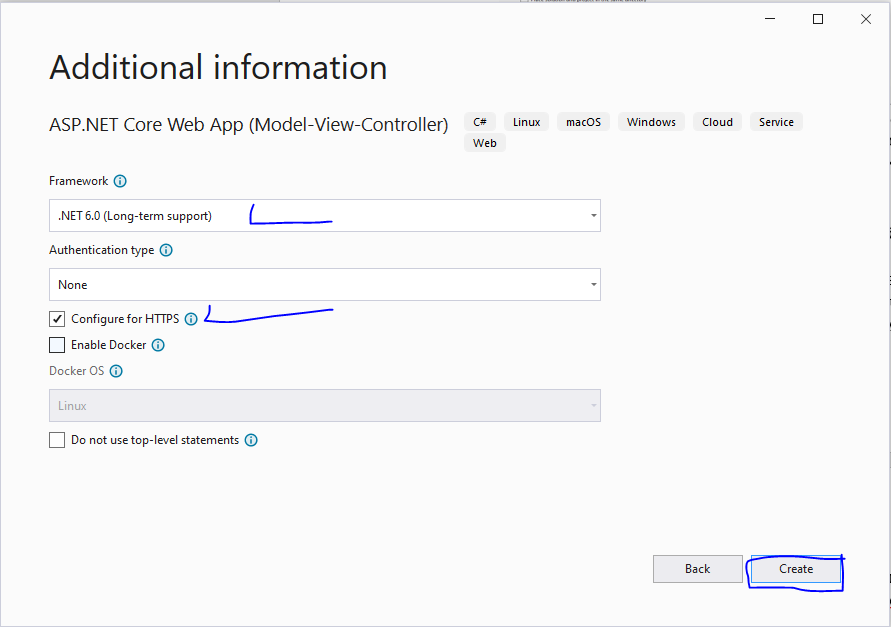 Additional information
ASP.NET Core Web App (Model-View-Controller) C# Linux macOS Windows Cloud Service
Web
Framework
.NET 6.0 (Long-term support)
Authentication type
None
Configure for HTTPS
Enable Docker
Docker OS
Linux
Do not use top-level statements
Back Create